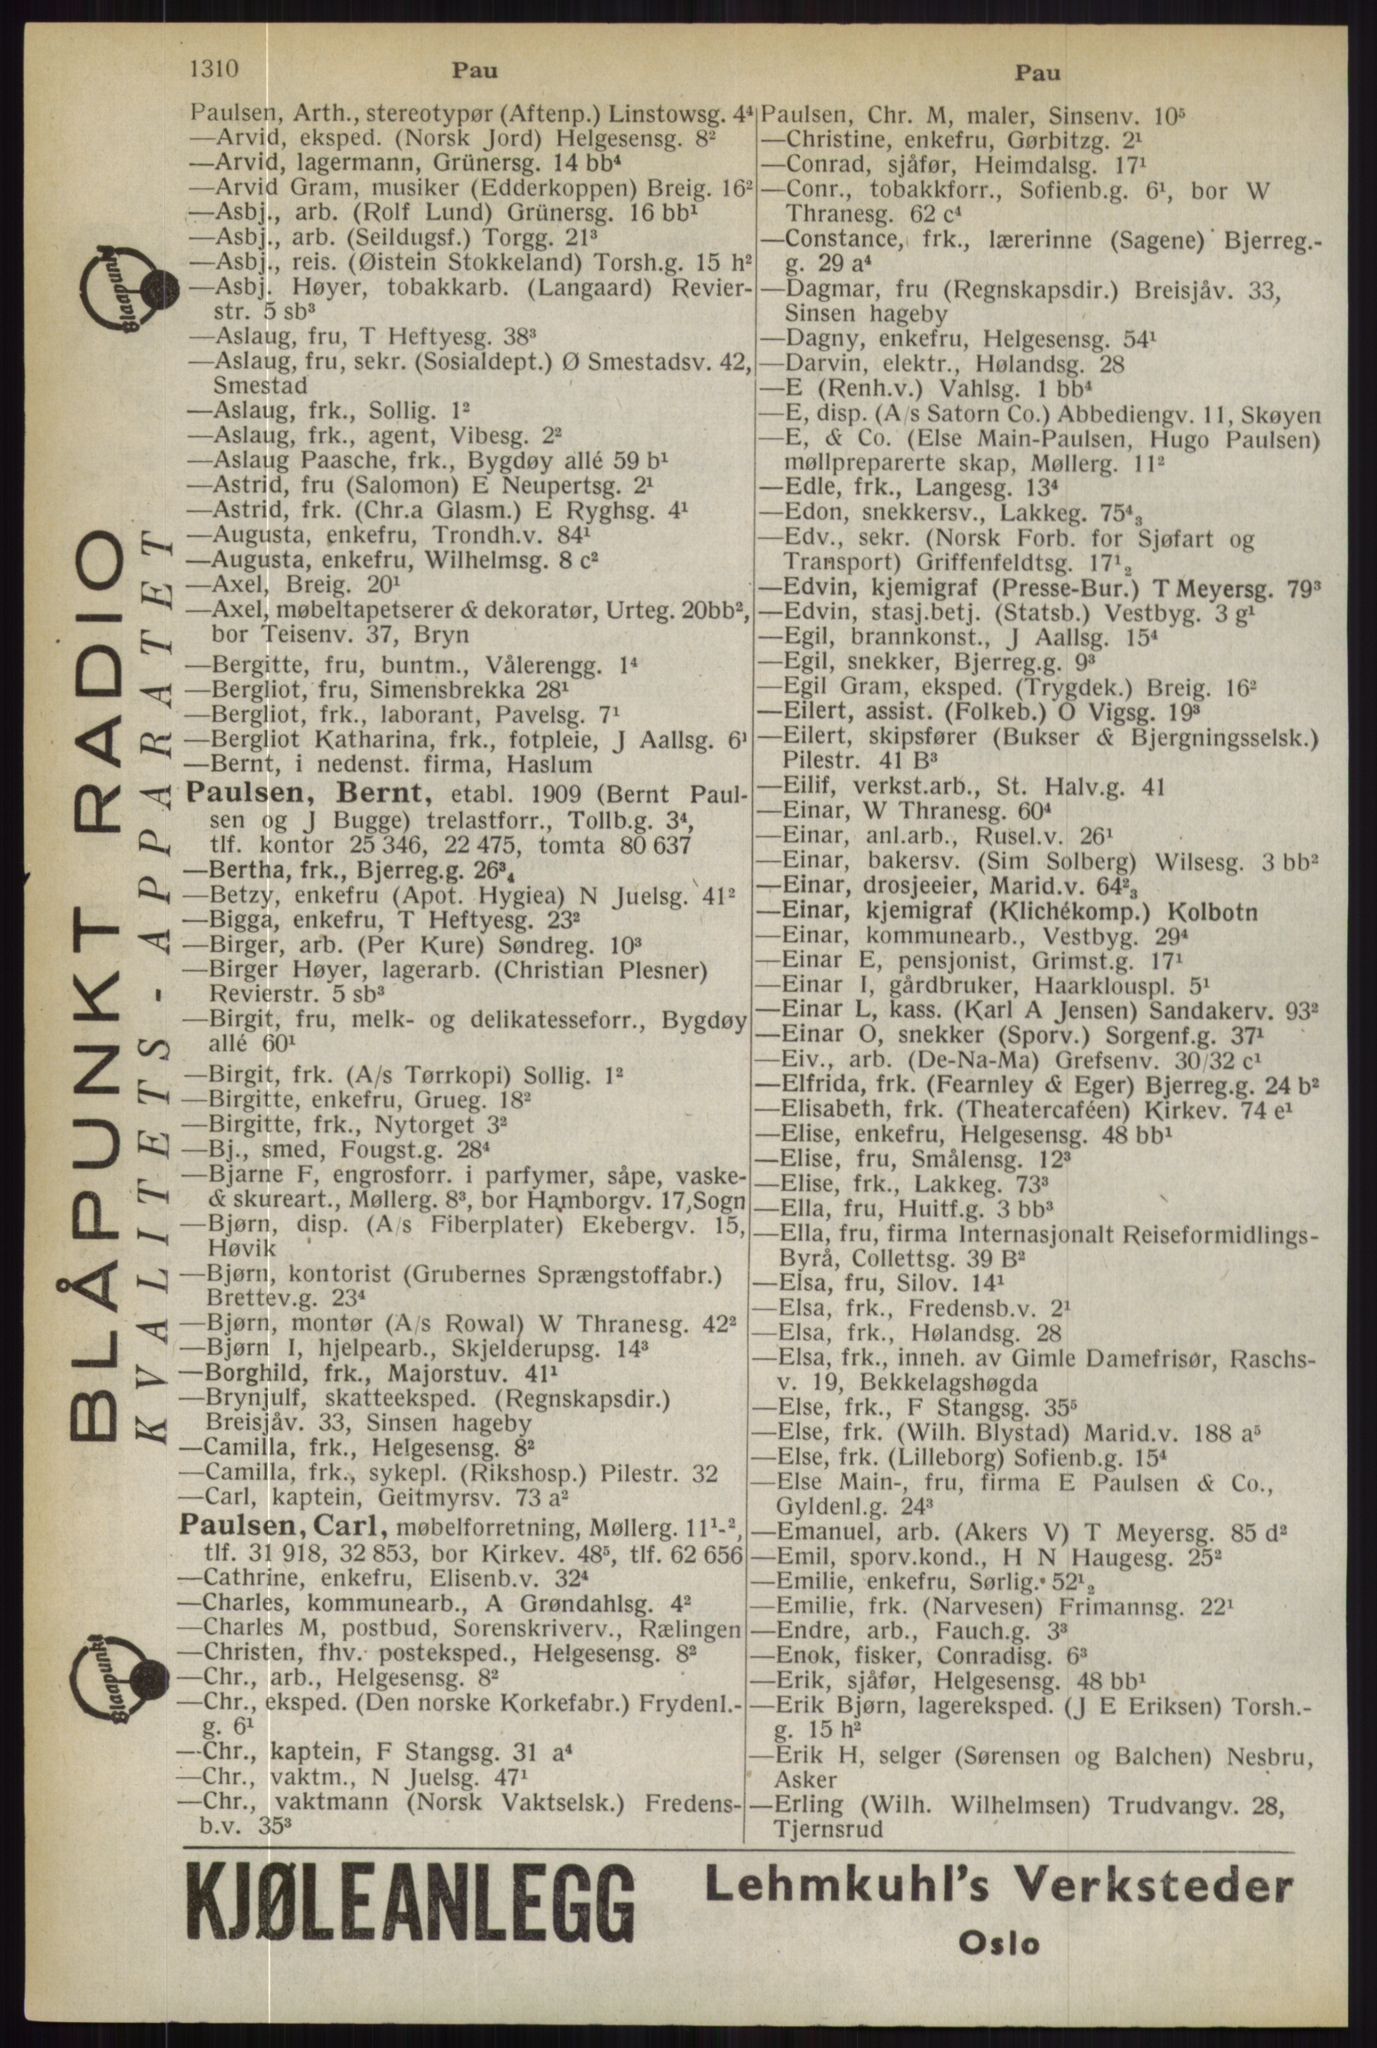 1310
Pau
Pau
Paulsen, Arth., stereotypør (Aftenp.) Linstowsg. 4⁴
—Arvid, eksped. (Norsk Jord) Helgesensg. 8²
—Arvid, lagermann, Grünersg. 14 bb⁴
—Arvid Gram, musiker (Edderkoppen) Breig. 16²
—Asbj., arb. (Rolf Lund) Grünersg. 16 bb¹
—Asbj., arb. (Seildugsf.) Torgg. 21³
—Asbj., reis. (Øistein Stokkeland) Torsh.g. 15 h²
—Asbj. Høyer, tobakkarb. (Langaard) Revier-
str. 5 sb³
—Aslaug, fru, T Heftyesg. 38³
—Aslaug, fru, sekr. (Sosialdept.) Ø Smestadsv. 42,
Smestad
—Aslaug, frk., Sollig. 1²
—Aslaug, frk., agent, Vibesg. 2²
—Aslaug Paasche, frk., Bygdøy allé 59 b¹
—Astrid, fru (Salomon) E Neupertsg. 2¹
—Astrid, frk. (Chr.a Glasm.) E Ryghsg. 4¹
—Augusta, enkefru, Trondh.v. 84¹
—Augusta, enkefru, Wilhelmsg. 8 c²
—Axel, Breig. 20¹
—Axel, møbeltapetserer & dekoratør, Urteg. 20bb²,
bor Teisenv. 37, Bryn
—Bergitte, fru, buntm., Vålerengg. 1⁴
—Bergliot, fru, Simensbrekka 28¹
—Bergliot, frk., laborant, Pavelsg. 7¹
—Bergliot Katharina, frk., fotpleie, J Aallsg. 6¹
—Bernt, i nedenst. firma, Haslum
Paulsen, Bernt, etabl. 1909 (Bernt Paul-
sen og J Bugge) trelastforr., Tollb.g. 3⁴,
tlf. kontor 25 346, 22 475, tomta 80 637
—Bertha, frk., Bjerreg.g. 26³₄
—Betzy, enkefru (Apot. Hygiea) N Juelsg. 41²
—Bigga, enkefru, T Heftyesg. 23²
—Birger, arb. (Per Kure) Søndreg. 10³
—Birger Høyer, lagerarb. (Christian Plesner)
Revierstr. 5 sb³
—Birgit, fru, melk- og delikatesseforr., Bygdøy
allé 60¹
—Birgit, frk. (A/s Tørrkopi) Sollig. 1²
—Birgitte, enkefru, Grueg. 18²
—Birgitte, frk., Nytorget 3²
—Bj., smed, Fougst.g. 28⁴
—Bjarne F, engrosforr. i parfymer, såpe, vaske-
& skureart., Møllerg. 8³, bor Hamborgv. 17, Sogn
—Bjørn, disp. (A/s Fiberplater) Ekebergv. 15,
Høvik
—Bjørn, kontorist (Grubernes Sprængstoffabr.)
Brettev.g. 23⁴
—Bjørn, montør (A/s Rowal) W Thranesg. 42²
—Bjørn I, hjelpearb., Skjelderupsg. 14³
—Borghild, frk., Majorstuv. 41¹
—Brynjulf, skatteeksped. (Regnskapsdir.)
Breisjåv. 33, Sinsen hageby
—Camilla, frk., Helgesensg. 8²
—Camilla, frk., sykepl. (Rikshosp.) Pilestr. 32
—Carl, kaptein, Geitmyrsv. 73 a²
Paulsen, Carl, møbelforretning, Møllerg. 11¹-²,
tlf. 31 918, 32 853, bor Kirkev. 48⁵, tlf. 62 656
—Cathrine, enkefru, Elisenb.v. 32⁴
—Charles, kommunearb., A Grøndahlsg. 4²
—Charles M, postbud, Sorenskriverv., Rælingen
—Christen, fhv. posteksped., Helgesensg. 8²
—Chr., arb., Helgesensg. 8²
—Chr., eksped. (Den norske Korkefabr.) Frydenl.-
g. 6¹
—Chr., kaptein, F Stangsg. 31 a⁴
—Chr., vaktm., N Juelsg. 47¹
—Chr., vaktmann (Norsk Vaktselsk.) Fredens-
b.v. 35³
Paulsen, Chr. M, maler, Sinsenv. 10⁵
—Christine, enkefru, Gørbitzg. 2¹
—Conrad, sjåfør, Heimdalsg. 17¹
—Conr., tobakkforr., Sofienb.g. 6¹, bor W
Thranesg. 62 c⁴
—Constance, frk., lærerinne (Sagene) Bjerreg.-
g. 29 a⁴
—Dagmar, fru (Regnskapsdir.) Breisjåv. 33,
Sinsen hageby
—Dagny, enkefru, Helgesensg. 54¹
—Darvin, elektr., Hølandsg. 28
—E (Renh.v.) Vahlsg. 1 bb⁴
—E, disp. (A/s Satorn Co.) Abbediengv. 11, Skøyen
—E, & Co. (Else Main-Paulsen, Hugo Paulsen)
møllpreparerte skap, Møllerg. 11²
—Edle, frk., Langesg. 13⁴
—Edon, snekkersv., Lakkeg. 75⁴₃
—Edv., sekr. (Norsk Forb. for Sjøfart og
Transport) Griffenfeldtsg. 17¹₂
—Edvin, kjemigraf (Presse-Bur.) T Meyersg. 79³
—Edvin, stasj.betj. (Statsb.) Vestbyg. 3 g¹
—Egil, brannkonst., J Aallsg. 15⁴
—Egil, snekker, Bjerreg.g. 9³
—Egil Gram, eksped. (Trygdek.) Breig. 16²
—Eilert, assist. (Folkeb.) O Vigsg. 19³
—Eilert, skipsfører (Bukser & Bjergningsselsk.)
Pilestr. 41 B³
—Eilif, verkst.arb., St. Halv.g. 41
—Einar, W Thranesg. 60⁴
—Einar, anl.arb., Rusel.v. 26¹
—Einar, bakersv. (Sim Solberg) Wilsesg. 3 bb²
—Einar, drosjeeier, Marid.v. 64²₃
—Einar, kjemigraf (Klichékomp.) Kolbotn
—Einar, kommunearb., Vestbyg. 29⁴
—Einar E, pensjonist, Grimst.g. 17¹
—Einar I, gårdbruker, Haarklouspl. 5¹
—Einar L, kass. (Karl A Jensen) Sandakerv. 93²
—Einar O, snekker (Sporv.) Sorgenf.g. 37¹
—Eiv., arb. (De-Na-Ma) Grefsenv. 30/32 c¹
—Elfrida, frk. (Fearnley & Eger) Bjerreg.g. 24 b²
—Elisabeth, frk. (Theatercaféen) Kirkev. 74 e¹
—Elise, enkefru, Helgesensg. 48 bb¹
—Elise, fru, Smålensg. 12³
—Elise, frk., Lakkeg. 73³
—Ella, fru, Huitf.g. 3 bb³
—Ella, fru, firma Internasjonalt Reiseformidlings-
Byrå, Collettsg. 39 B²
—Elsa, fru, Silov. 14¹
—Elsa, frk., Fredensb.v. 2¹
—Elsa, frk., Hølandsg. 28
—Elsa, frk., inneh. av Gimle Damefrisør, Raschs-
v. 19, Bekkelagshøgda
—Else, frk., F Stangsg. 35⁵
—Else, frk. (Wilh. Blystad) Marid.v. 188 a⁵
—Else, frk. (Lilleborg) Sofienb.g. 15⁴
—Else Main-, fru, firma E Paulsen & Co.,
Gyldenl.g. 24³
—Emanuel, arb. (Akers V) T Meyersg. 85 d²
—Emil, sporv.kond., H N Haugesg. 25²
—Emilie, enkefru, Sørlig. 52¹₂
—Emilie, frk. (Narvesen) Frimannsg. 22¹
—Endre, arb., Fauch.g. 3³
—Enok, fisker, Conradisg. 6³
—Erik, sjåfør, Helgesensg. 48 bb¹
—Erik Bjørn, lagereksped. (J E Eriksen) Torsh.-
g. 15 h²
—Erik H, selger (Sørensen og Balchen) Nesbru,
Asker
—Erling (Wilh. Wilhelmsen) Trudvangv. 28,
Tjernsrud
Blaapunkt
BLÅPUNKT RADIO
KVALITETS-APPARATET
Blaapunkt
KJØLEANLEGG
Lehmkuhl's Verksteder
Oslo